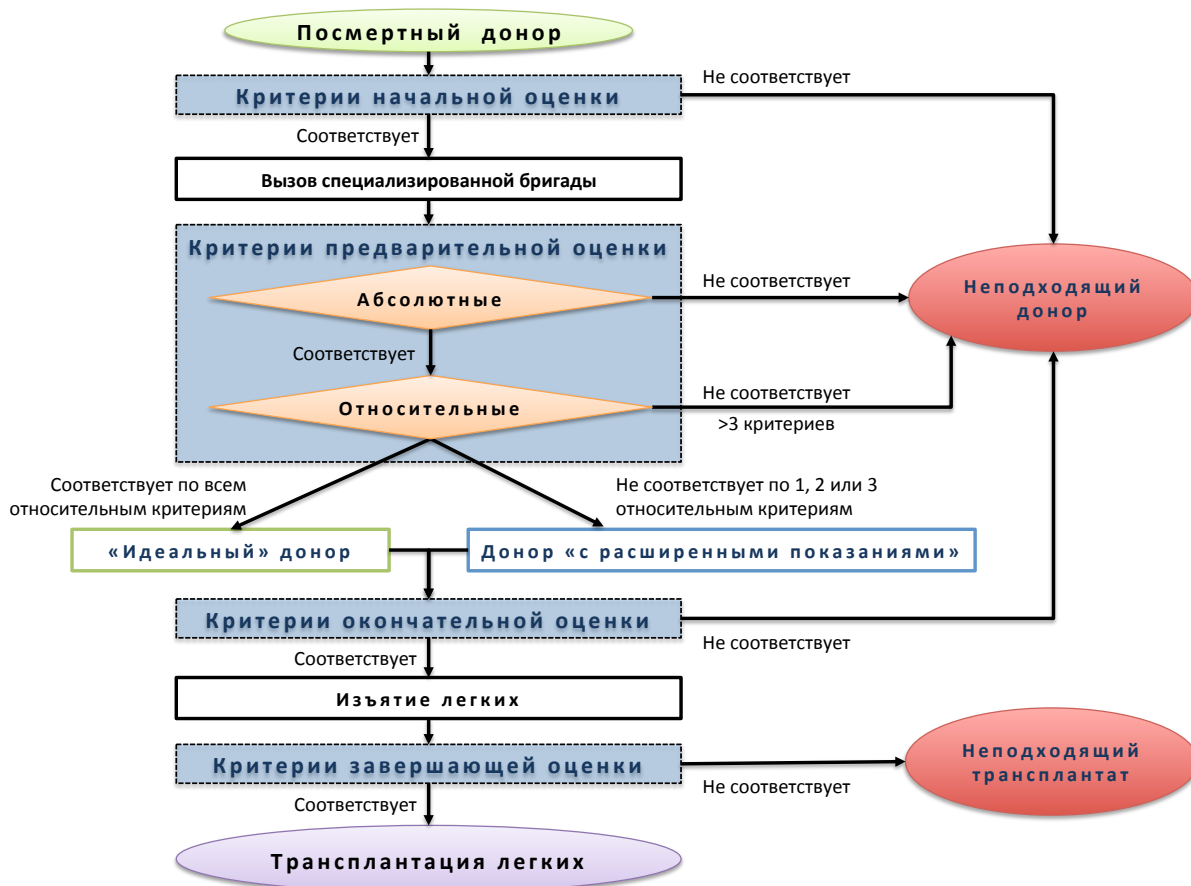 Посмертный донор
Не соответствует
Критерии начальной оценки
Соответствует
Вызов специализированной бригады
Критерии предварительной оценки
Абсолютные
Не соответствует
Неподходящий
донор
Соответствует
Относительные
Не соответствует
>3 критериев
Соответствует по всем
относительным критериям
Не соответствует по 1, 2 или 3
относительным критериям
«Идеальный» донор
Донор «с расширенными показаниями»
Критерии окончательной оценки
Не соответствует
Соответствует
Изъятие легких
Критерии завершающей оценки
Не соответствует
Неподходящий
трансплантат
Соответствует
Трансплантация легких